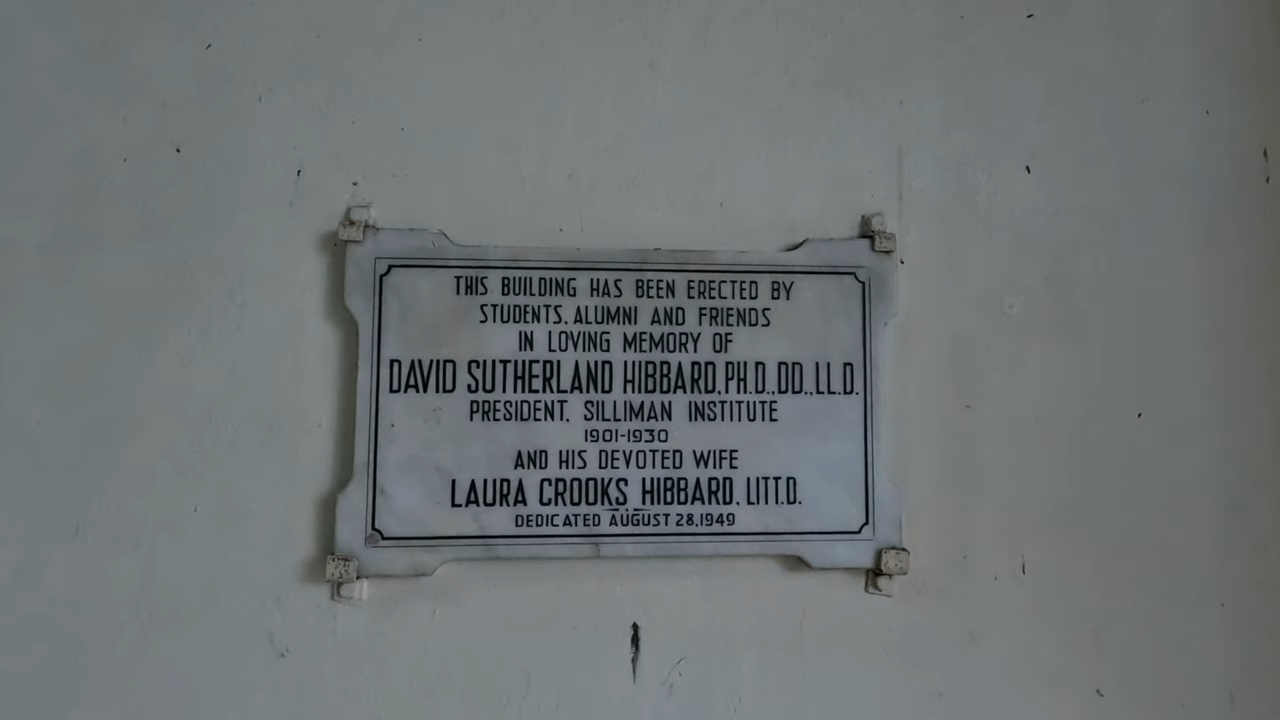 THIS BUILDING HAS BEEN ERECTED BY
STUDENTS, ALUMNI AND FRIENDS
IN LOVING MEMORY OF
DAVID SUTHERLAND HIBBARD, PH.D., DD., LL.D.
PRESIDENT, SILLIMAN INSTITUTE
1901-1930
AND HIS DEVOTED WIFE
LAURA CROOKS HIBBARD, LITT.D.
DEDICATED AUGUST 28, 1949